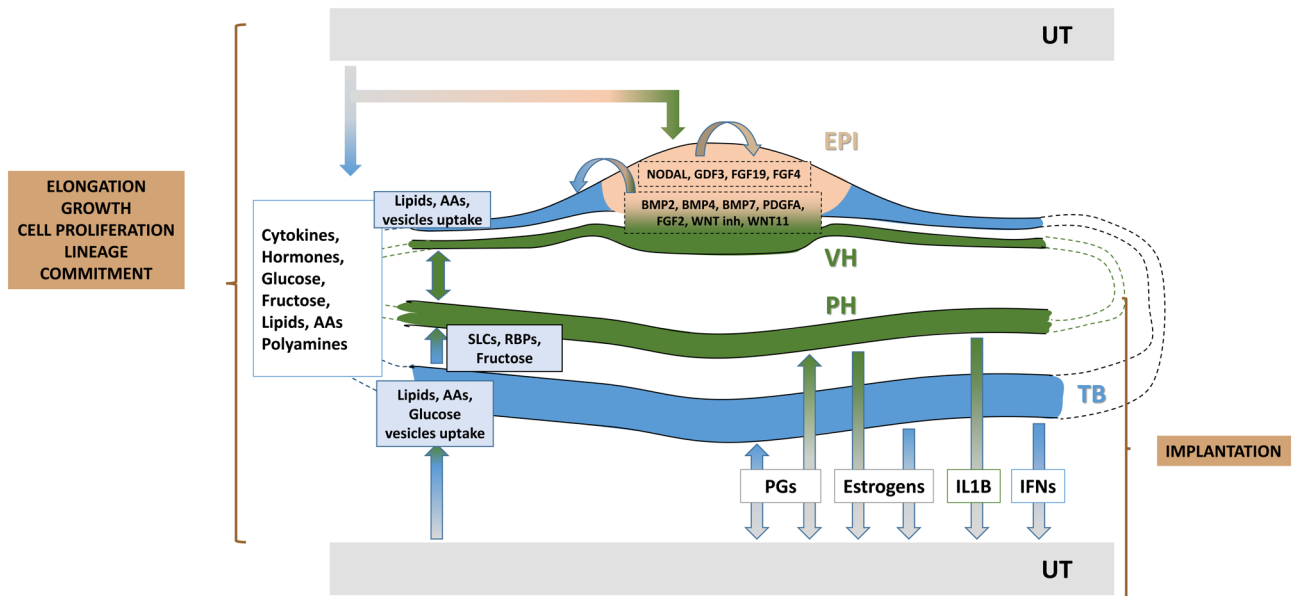 UT
EPI
NODAL, GDF3, FGF19, FGF4
BMP2, BMP4, BMP7, PDGFA,
FGF2, WNT inh, WNT11
ELONGATION
GROWTH
CELL PROLIFERATION
LINEAGE
COMMITMENT
Lipids, AAs,
vesicles uptake
Cytokines,
Hormones,
Glucose,
Fructose,
Lipids, AAs
Polyamines
VH
PH
SLCs, RBPs,
Fructose
TB
Lipids, AAs,
Glucose
vesicles uptake
IMPLANTATION
PGs
Estrogens
IL1B
IFNs
UT